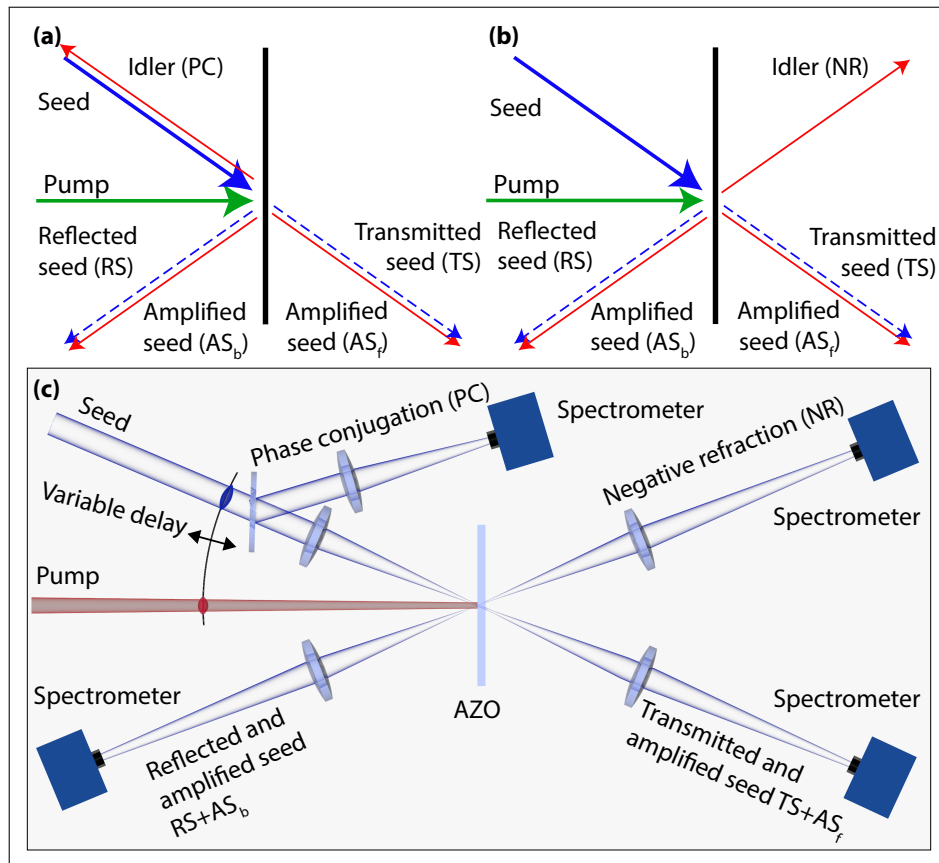 (a)
Idler (PC)
Seed
Pump
Reflected
seed (RS)
Transmitted
seed (TS)
Amplified
seed (AS_b)
Amplified
seed (AS_f)
(b)
Idler (NR)
Seed
Pump
Reflected
seed (RS)
Transmitted
seed (TS)
Amplified
seed (AS_b)
Amplified
seed (AS_f)
(c)
Seed
Phase conjugation (PC)
Spectrometer
Negative refraction (NR)
Spectrometer
Variable delay
Pump
Spectrometer
Reflected and
amplified seed
RS+AS_b
AZO
Transmitted and
amplified seed TS+AS_f
Spectrometer